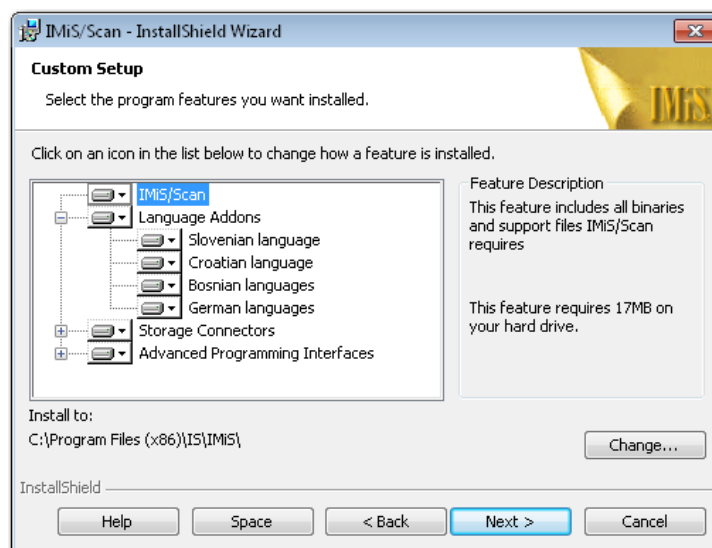 IMiS/Scan - InstallShield Wizard
Custom Setup
Select the program features you want installed.
IMiS
Click on an icon in the list below to change how a feature is installed.
IMiS/Scan
Language Addons
Slovenian language
Croatian language
Bosnian languages
German languages
Storage Connectors
Advanced Programming Interfaces
Feature Description
This feature includes all binaries
and support files IMiS/Scan
requires
This feature requires 17MB on
your hard drive.
Install to:
C:\Program Files (x86)\IS\IMiS\
Change...
InstallShield
Help
Space
< Back
Next >
Cancel